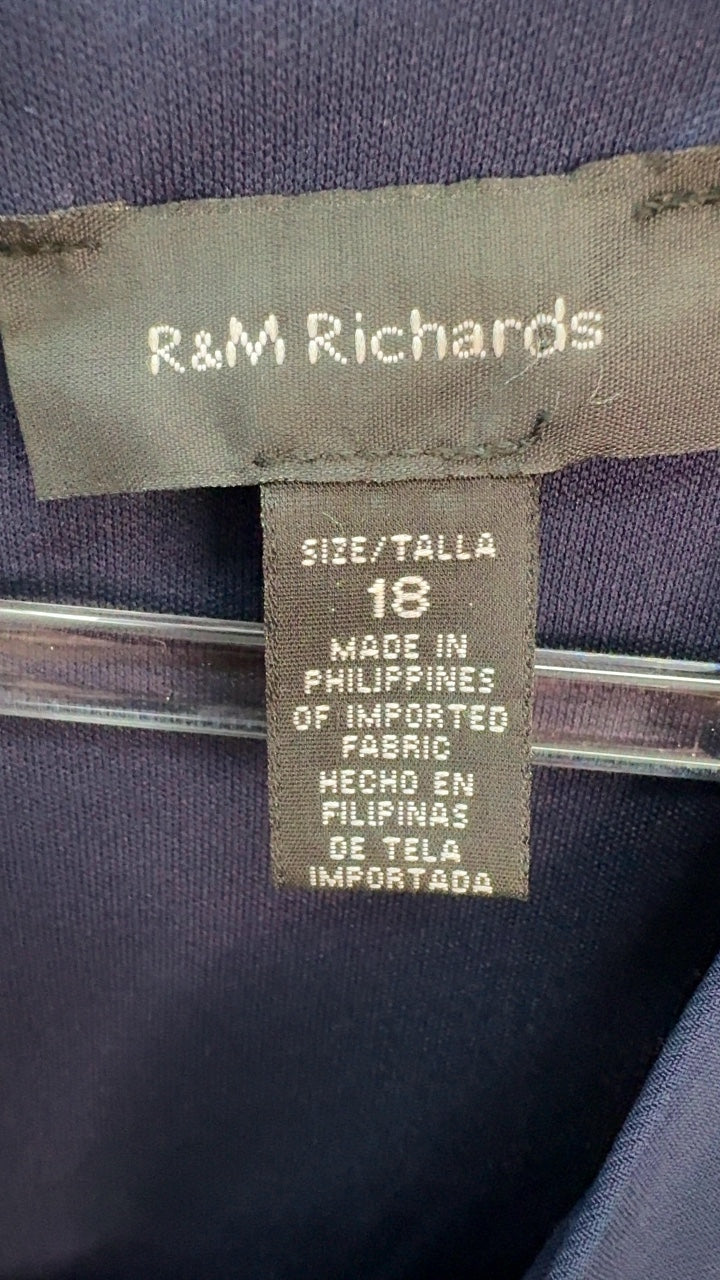 R&M Richards
SIZE/TALLA
18
MADE IN
PHILIPPINES
OF IMPORTED
FABRIC
HECHO EN
FILIPINAS
DE TELA
IMPORTADA